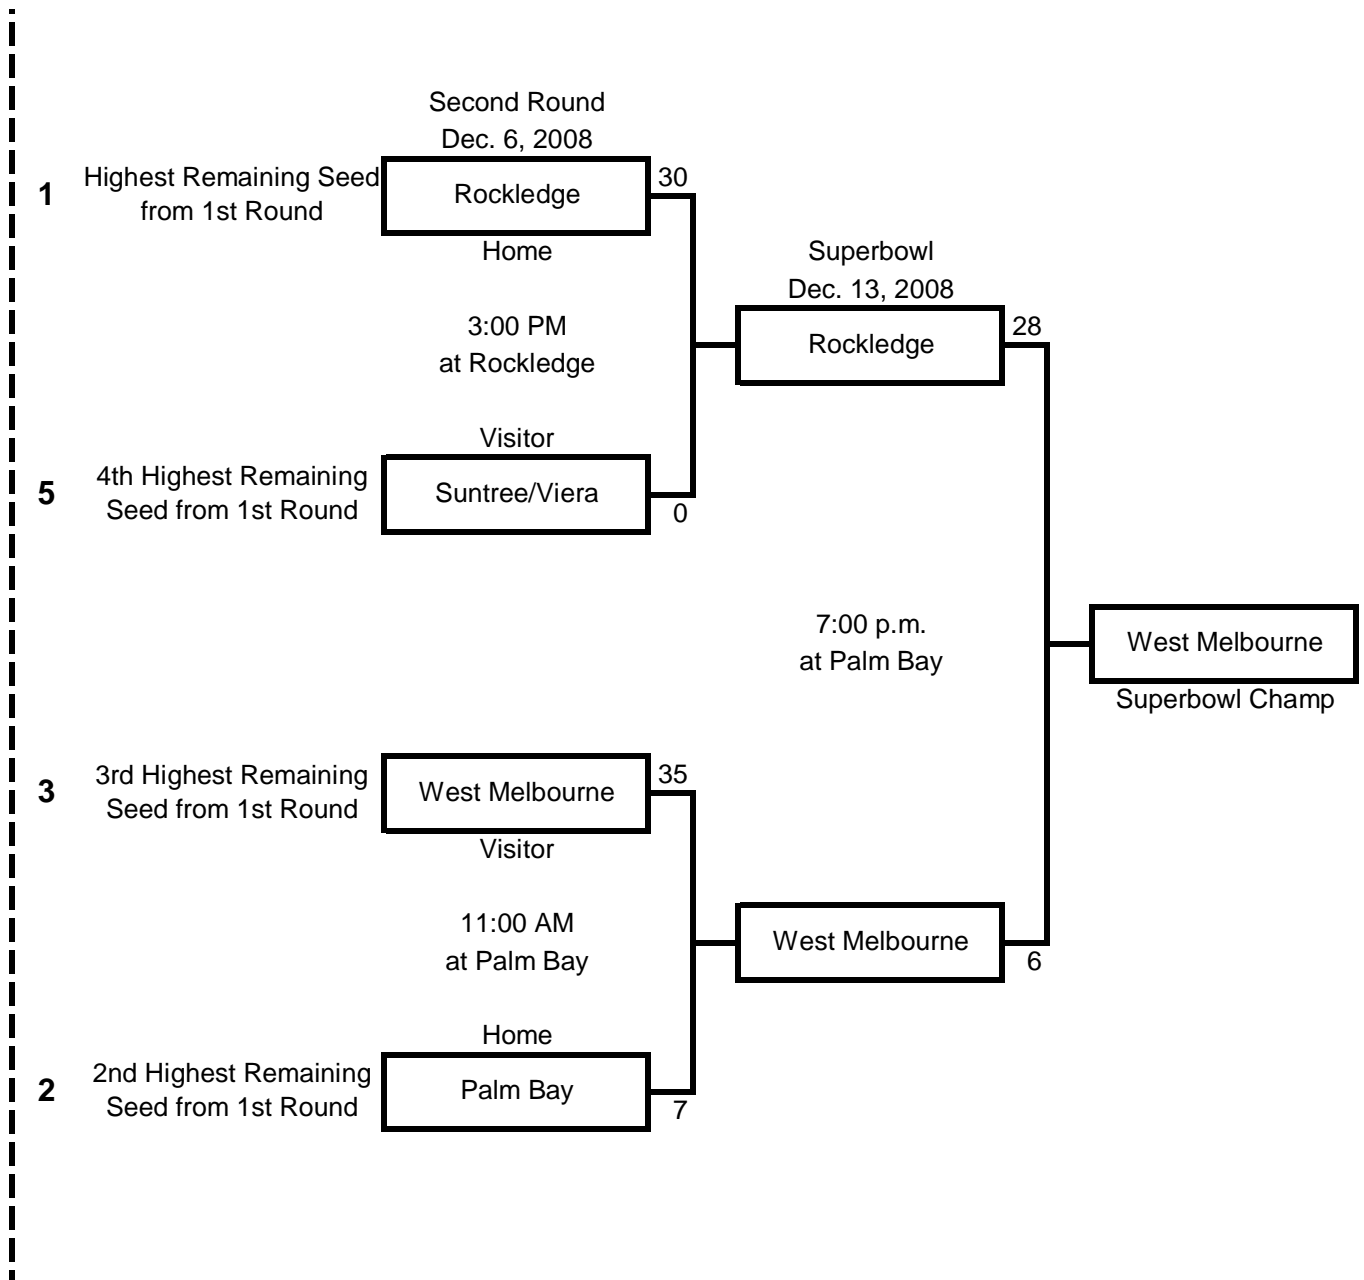 Second Round
Dec. 6, 2008
1
Highest Remaining Seed
from 1st Round
Rockledge
30
Home
3:00 PM
at Rockledge
Visitor
5
4th Highest Remaining
Seed from 1st Round
Suntree/Viera
0
Superbowl
Dec. 13, 2008
Rockledge
28
7:00 p.m.
at Palm Bay
West Melbourne
Superbowl Champ
3
3rd Highest Remaining
Seed from 1st Round
West Melbourne
35
Visitor
11:00 AM
at Palm Bay
West Melbourne
6
Home
2
2nd Highest Remaining
Seed from 1st Round
Palm Bay
7